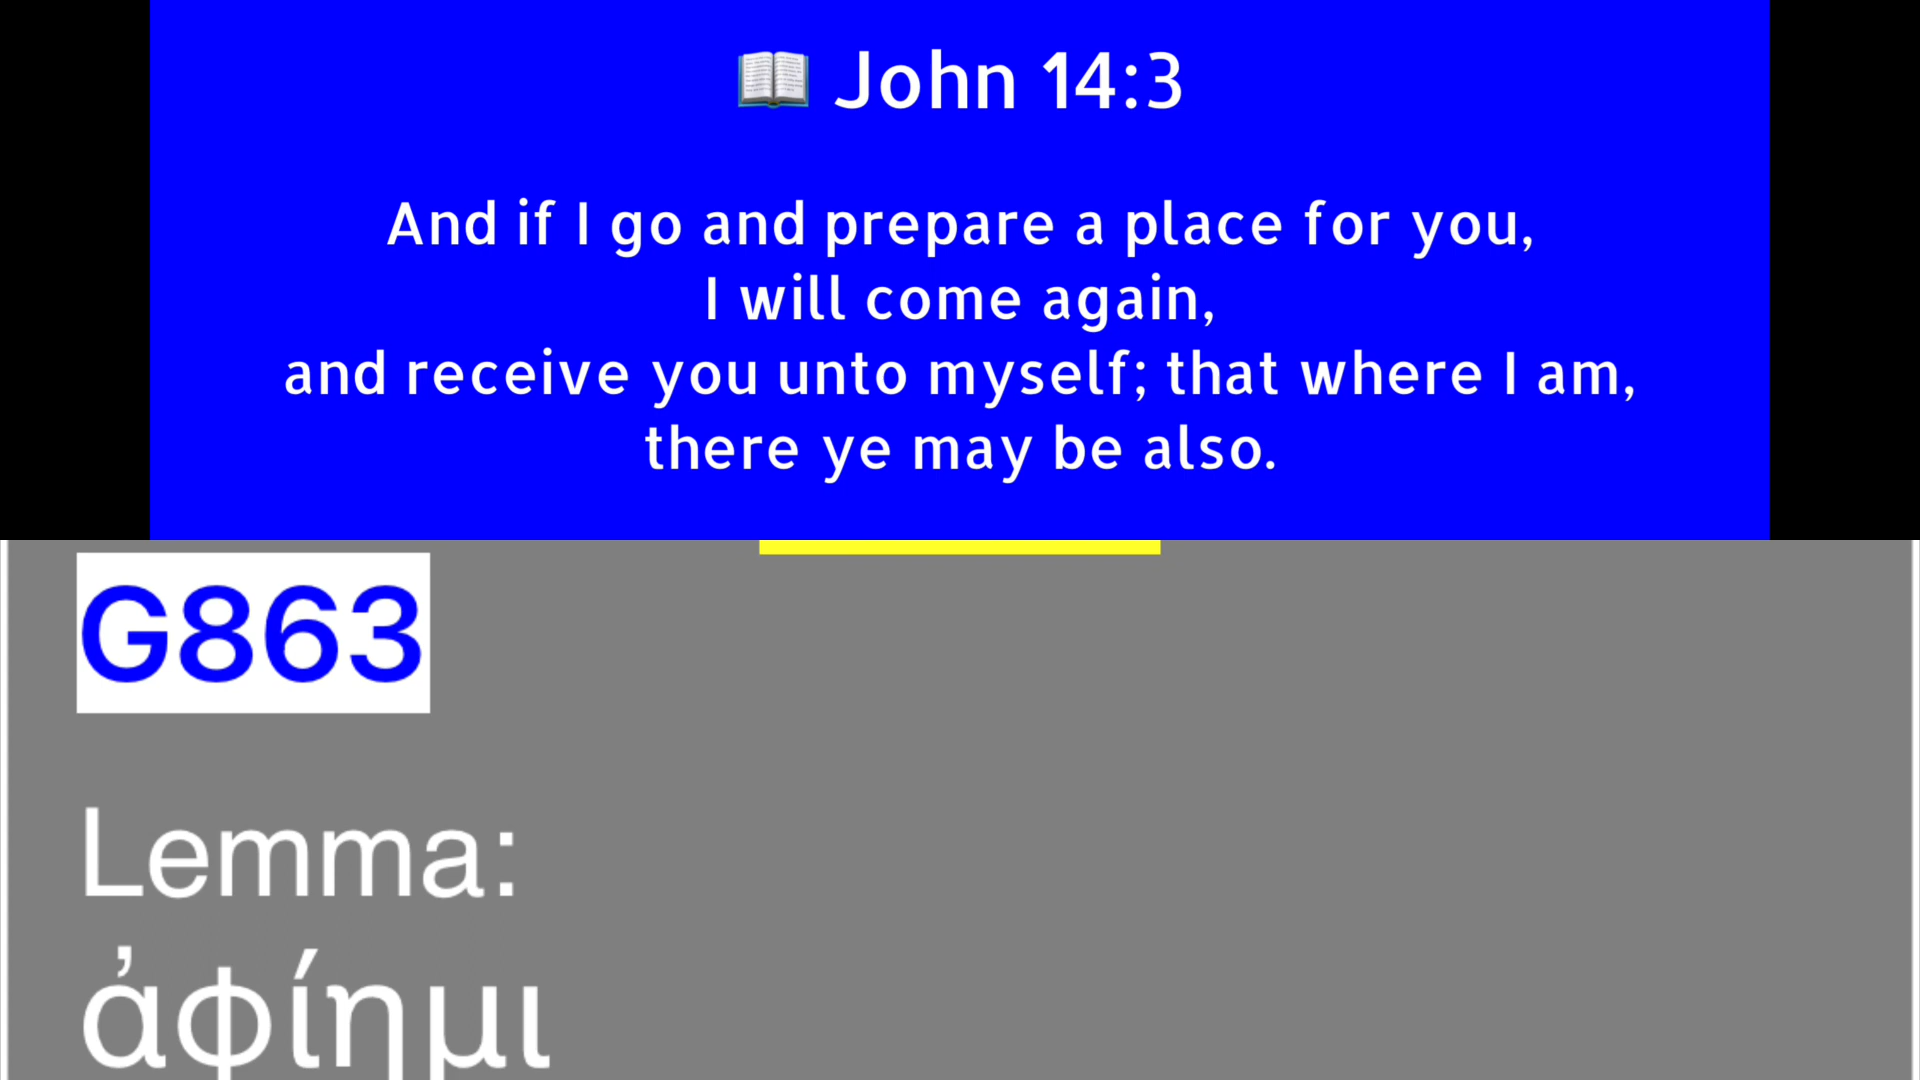 📖 John 14:3
And if I go and prepare a place for you,
I will come again,
and receive you unto myself; that where I am,
there ye may be also.
G863
Lemma:
ἀφίημι